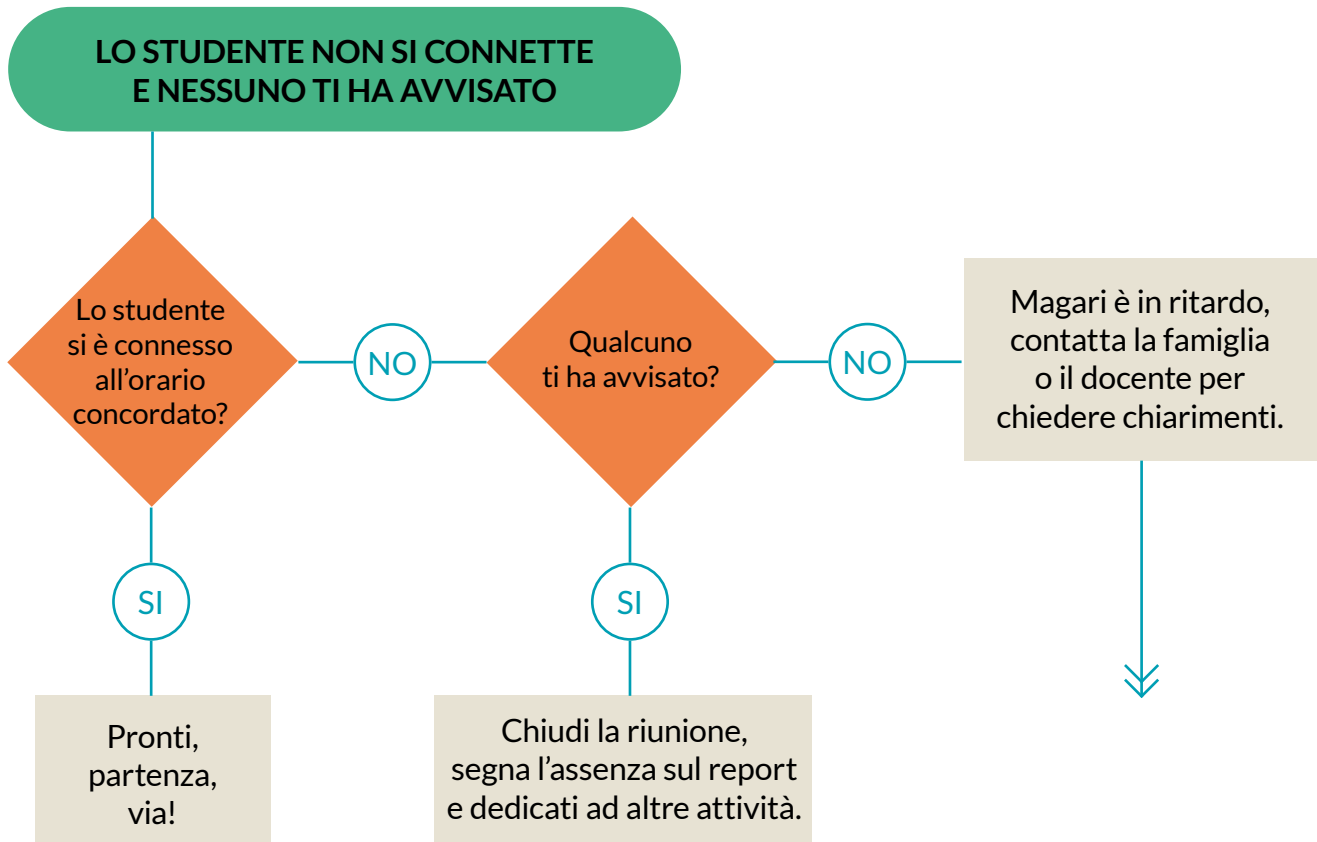 LO STUDENTE NON SI CONNETTE
E NESSUNO TI HA AVVISATO
Lo studente
si è connesso
all'orario
concordato?
NO
Qualcuno
ti ha avvisato?
NO
Magari è in ritardo,
contatta la famiglia
o il docente per
chiedere chiarimenti.
SI
SI
Pronti,
partenza,
via!
Chiudi la riunione,
segna l'assenza sul report
e dedicati ad altre attività.